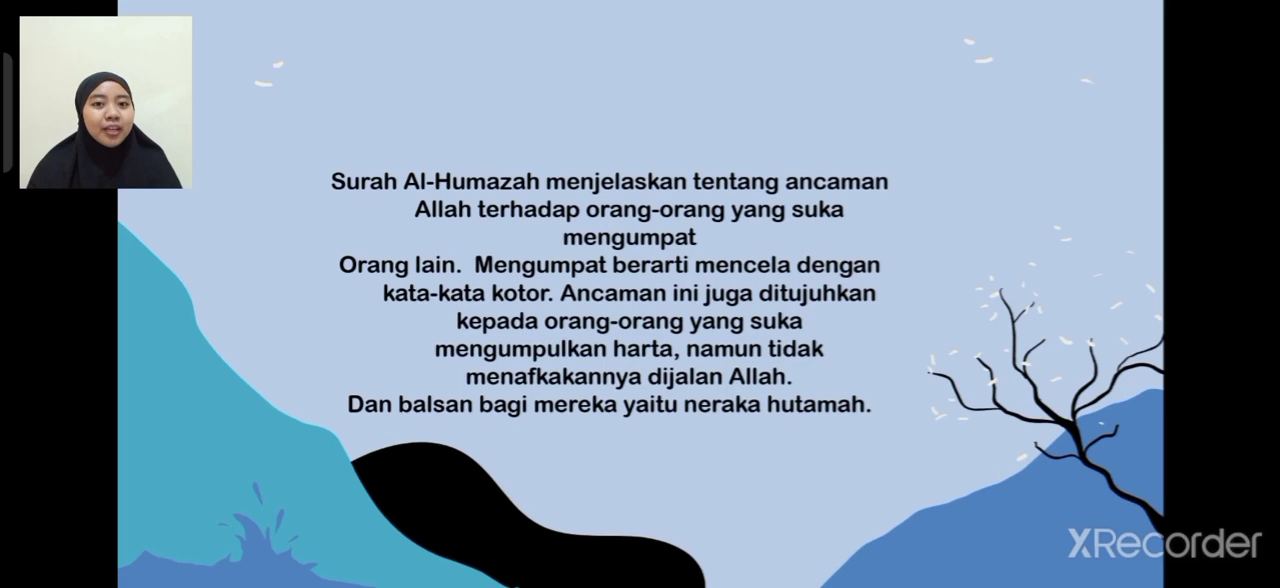 Surah Al-Humazah menjelaskan tentang ancaman
Allah terhadap orang-orang yang suka
mengumpat
Orang lain. Mengumpat berarti mencela dengan
kata-kata kotor. Ancaman ini juga ditujuhkan
kepada orang-orang yang suka
mengumpulkan harta, namun tidak
menafkakannya dijalan Allah.
Dan balsan bagi mereka yaitu neraka hutamah.
XRecorder